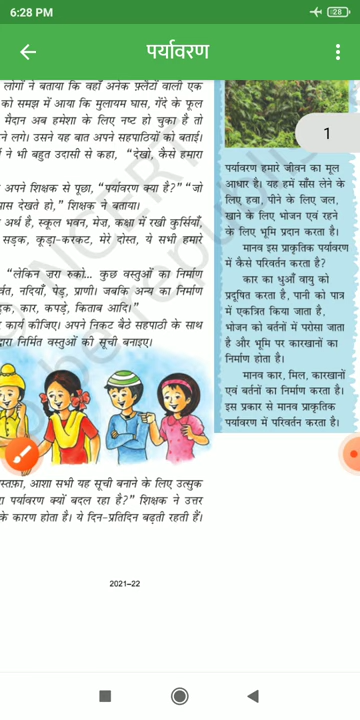 6:28 PM
28
पर्यावरण
1
लोगों ने बताया कि वहाँ अनेक फ़्लैटों वाली एक
को समझ में आया कि मुलायम घास, गेंदे के फूल
मैदान अब हमेशा के लिए नष्ट हो चुका है तो
ने लगे। उसने यह बात अपने सहपाठियों को बताई।
ने भी बहुत उदासी से कहा, “देखो, कैसे हमारा
अपने शिक्षक से पूछा, “पर्यावरण क्या है?” “जो
पास देखते हो,” शिक्षक ने बताया।
अर्थ है, स्कूल भवन, मेज, कक्षा में रखी कुर्सियाँ,
सड़क, कूड़ा-करकट, मेरे दोस्त, ये सभी हमारे
“लेकिन ज़रा रुको... कुछ वस्तुओं का निर्माण
र्वत, नदियाँ, पेड़, प्राणी। जबकि अन्य का निर्माण
ड़क, कार, कपड़े, किताब आदि।”
कार्य कीजिए। अपने निकट बैठे सहपाठी के साथ
द्वारा निर्मित वस्तुओं की सूची बनाइए।
स्तफ़ा, आशा सभी यह सूची बनाने के लिए उत्सुक
पर्यावरण क्यों बदल रहा है?” शिक्षक ने उत्तर
के कारण होता है। ये दिन-प्रतिदिन बढ़ती रहती हैं।
पर्यावरण हमारे जीवन का मूल
आधार है। यह हमें साँस लेने के
लिए हवा, पीने के लिए जल,
खाने के लिए भोजन एवं रहने
के लिए भूमि प्रदान करता है।
मानव इस प्राकृतिक पर्यावरण
में कैसे परिवर्तन करता है?
कार का धुआँ वायु को
प्रदूषित करता है, पानी को पात्र
में एकत्रित किया जाता है,
भोजन को बर्तनों में परोसा जाता
है और भूमि पर कारखानों का
निर्माण होता है।
मानव कार, मिल, कारखानों
एवं बर्तनों का निर्माण करता है।
इस प्रकार से मानव प्राकृतिक
पर्यावरण में परिवर्तन करता है।
2021–22